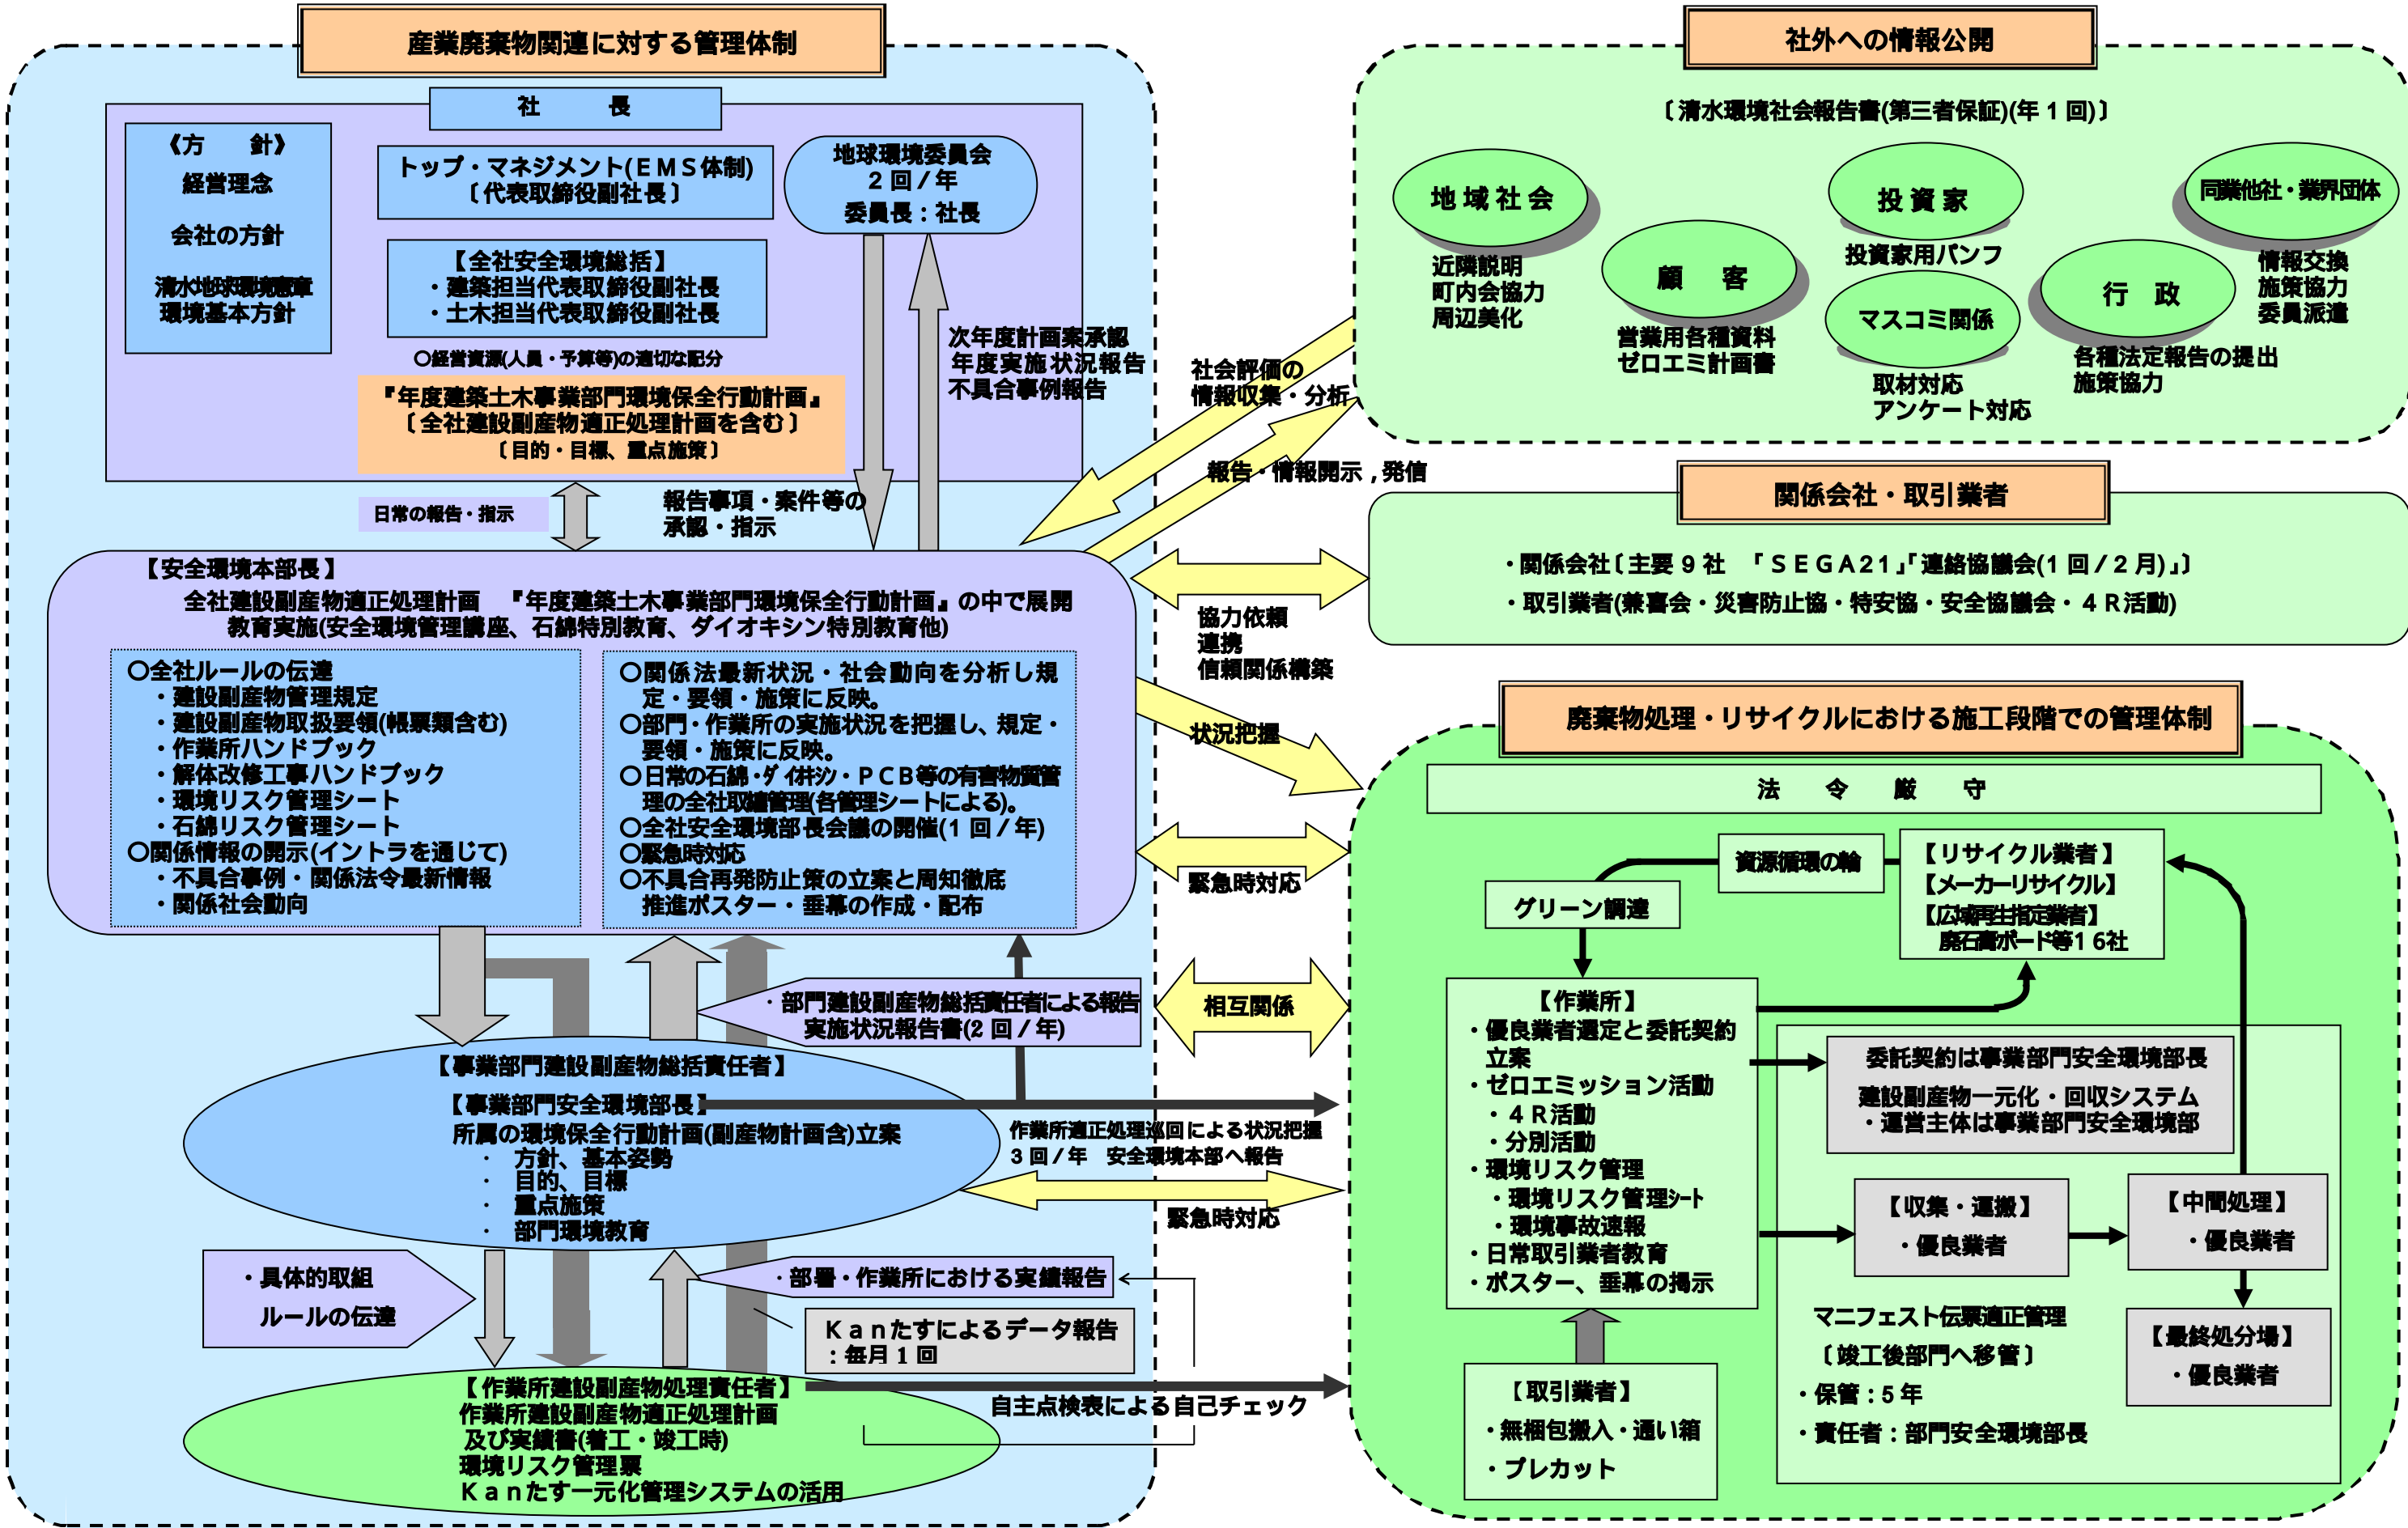 産業廃棄物関連に対する管理体制
社　　　長
《方　　針》
経営理念
会社の方針
清水地球環境憲章
環境基本方針
トップ・マネジメント(ＥＭＳ体制)
〔代表取締役副社長〕
【全社安全環境総括】
・建築担当代表取締役副社長
・土木担当代表取締役副社長
○経営資源(人員・予算等)の適切な配分
『年度建築土木事業部門環境保全行動計画』
〔全社建設副産物適正処理計画を含む〕
〔目的・目標、重点施策〕
地球環境委員会
２回／年
委員長：社長
次年度計画案承認
年度実施状況報告
不具合事例報告
日常の報告・指示
報告事項・案件等の
承認・指示
【安全環境本部長】
全社建設副産物適正処理計画　『年度建築土木事業部門環境保全行動計画』の中で展開
教育実施(安全環境管理講座、石綿特別教育、ダイオキシン特別教育他)
○全社ルールの伝達
・建設副産物管理規定
・建設副産物取扱要領(帳票類含む)
・作業所ハンドブック
・解体改修工事ハンドブック
・環境リスク管理シート
・石綿リスク管理シート
○関係情報の開示(イントラを通じて)
・不具合事例・関係法令最新情報
・関係社会動向
○関係法最新状況・社会動向を分析し規
定・要領・施策に反映。
○部門・作業所の実施状況を把握し、規定・
要領・施策に反映。
○日常の石綿・ﾀﾞｲｵｷｼﾝ・ＰＣＢ等の有害物質管
理の全社取纏管理(各管理シートによる)。
○全社安全環境部長会議の開催(1 回／年)
○緊急時対応
○不具合再発防止策の立案と周知徹底
推進ポスター・垂幕の作成・配布
・部門建設副産物総括責任者による報告
実施状況報告書(2 回／年)
【事業部門建設副産物総括責任者】
【事業部門安全環境部長】
所属の環境保全行動計画(副産物計画含)立案
・　方針、基本姿勢
・　目的、目標
・　重点施策
・　部門環境教育
作業所適正処理巡回による状況把握
３回／年　安全環境本部へ報告
緊急時対応
・具体的取組
ルールの伝達
・部署・作業所における実績報告
Ｋａｎたすによるデータ報告
：毎月１回
【作業所建設副産物処理責任者】
作業所建設副産物適正処理計画
及び実績書(着工・竣工時)
環境リスク管理票
Ｋａｎたす一元化管理システムの活用
自主点検表による自己チェック
社会評価の
情報収集・分析
報告・情報開示，発信
協力依頼
連携
信頼関係構築
状況把握
緊急時対応
相互関係
社外への情報公開
〔清水環境社会報告書(第三者保証)(年１回)〕
地域社会
近隣説明
町内会協力
周辺美化
顧　客
営業用各種資料
ゼロエミ計画書
投資家
投資家用パンフ
マスコミ関係
取材対応
アンケート対応
行　政
各種法定報告の提出
施策協力
同業他社・業界団体
情報交換
施策協力
委員派遣
関係会社・取引業者
・関係会社〔主要９社　「ＳＥＧＡ21」「連絡協議会(1 回／2 月)」〕
・取引業者(兼喜会・災害防止協・特安協・安全協議会・４Ｒ活動)
廃棄物処理・リサイクルにおける施工段階での管理体制
法　令　厳　守
資源循環の輪
グリーン調達
【リサイクル業者】
【メーカーリサイクル】
【広域再生指定業者】
廃石膏ボード等１６社
【作業所】
・優良業者選定と委託契約
立案
・ゼロエミッション活動
・４Ｒ活動
・分別活動
・環境リスク管理
・環境リスク管理ｼｰﾄ
・環境事故速報
・日常取引業者教育
・ポスター、垂幕の掲示
委託契約は事業部門安全環境部長
建設副産物一元化・回収システム
・運営主体は事業部門安全環境部
【収集・運搬】
・優良業者
【中間処理】
・優良業者
【最終処分場】
・優良業者
マニフェスト伝票適正管理
〔竣工後部門へ移管〕
・保管：5 年
・責任者：部門安全環境部長
【取引業者】
・無梱包搬入・通い箱
・プレカット